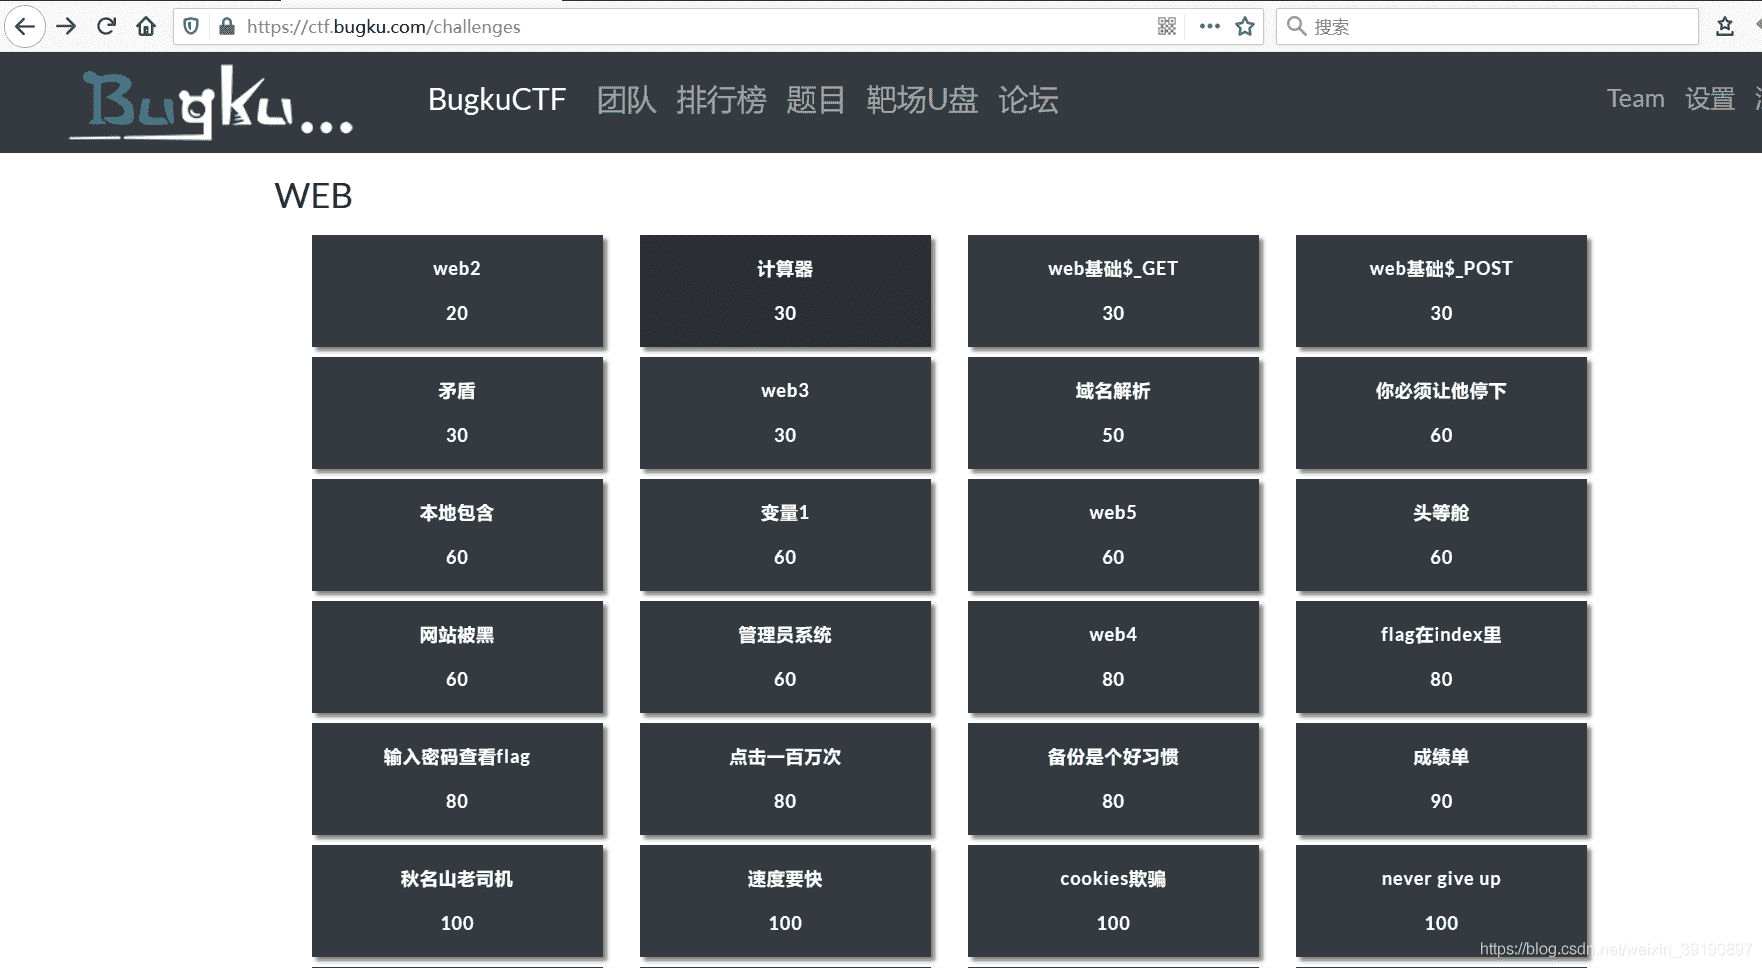 https://ctf.bugku.com/challenges
搜索
Bugku...
BugkuCTF 团队 排行榜 题目 靶场U盘 论坛 Team 设置
WEB
web2 计算器 web基础$_GET web基础$_POST
20 30 30 30
矛盾 web3 域名解析 你必须让他停下
30 30 50 60
本地包含 变量1 web5 头等舱
60 60 60 60
网站被黑 管理员系统 web4 flag在index里
60 60 80 80
输入密码查看flag 点击一百万次 备份是个好习惯 成绩单
80 80 80 90
秋名山老司机 速度要快 cookies欺骗 never give up
100 100 100 100
https://blog.csdn.net/weixin_39190897